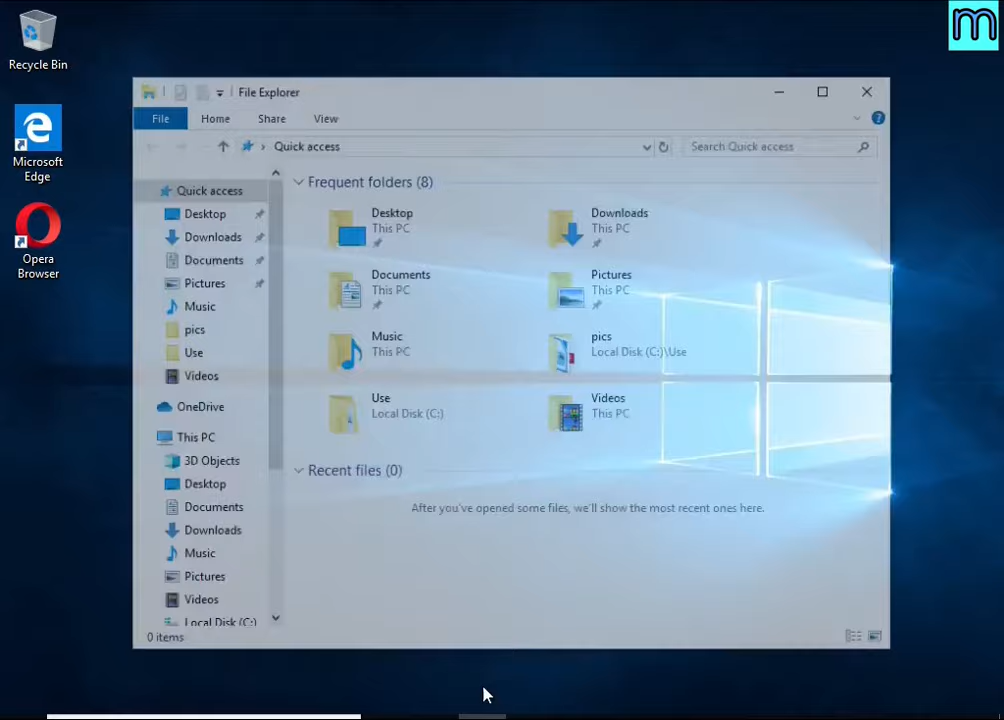 m
Recycle Bin
Microsoft
Edge
Opera
Browser
File Explorer
File Home Share View
Quick access
Search Quick access
Quick access
Desktop
Downloads
Documents
Pictures
Music
pics
Use
Videos
OneDrive
This PC
3D Objects
Desktop
Documents
Downloads
Music
Pictures
Videos
Local Disk (C:)
Frequent folders (8)
Desktop
This PC
Downloads
This PC
Documents
This PC
Pictures
This PC
Music
This PC
pics
Local Disk (C:)\Use
Use
Local Disk (C:)
Videos
This PC
Recent files (0)
After you've opened some files, we'll show the most recent ones here.
0 items